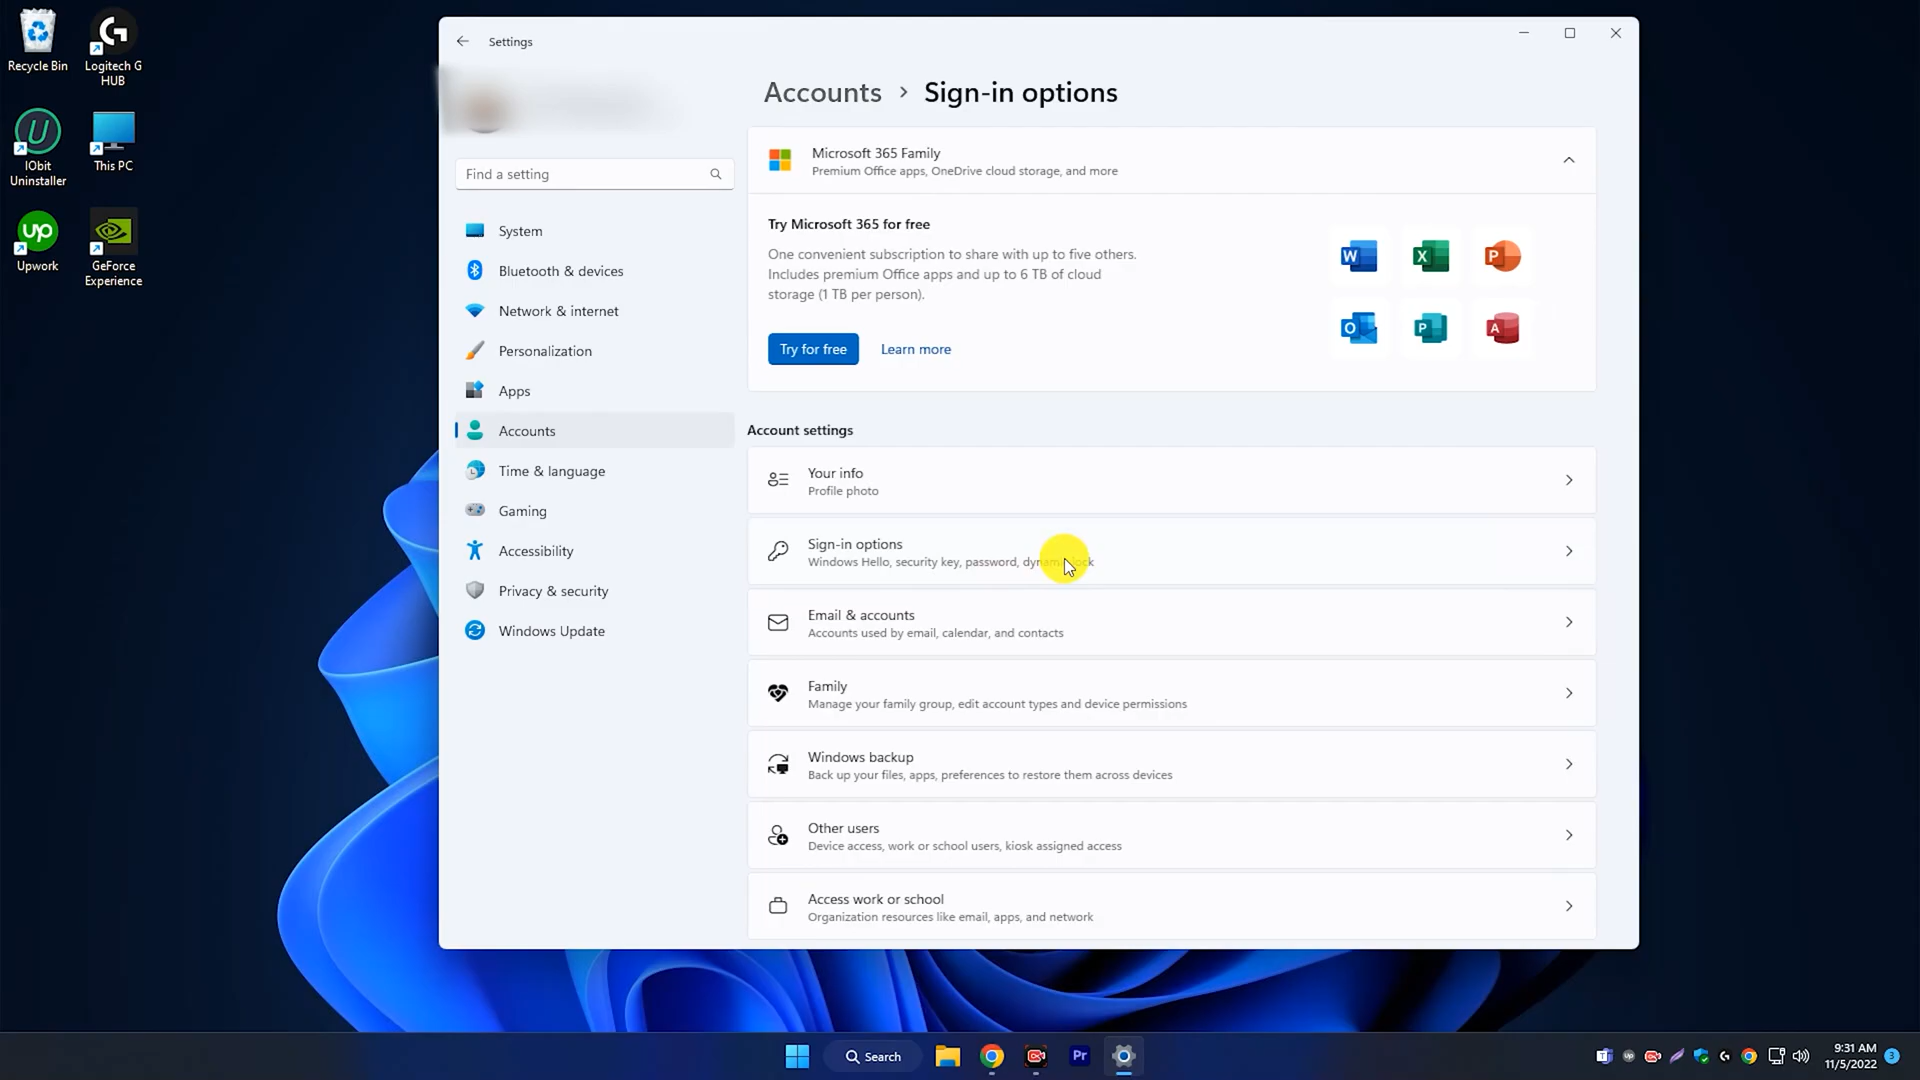 Recycle Bin
Logitech G
HUB
IObit
Uninstaller
This PC
up
Upwork
GeForce
Experience
Settings
Accounts > Sign-in options
Find a setting
System
Bluetooth & devices
Network & internet
Personalization
Apps
Accounts
Time & language
Gaming
Accessibility
Privacy & security
Windows Update
Microsoft 365 Family
Premium Office apps, OneDrive cloud storage, and more
Try Microsoft 365 for free
One convenient subscription to share with up to five others.
Includes premium Office apps and up to 6 TB of cloud
storage (1 TB per person).
Try for free
Learn more
W X P
O P A
Account settings
Your info
Profile photo
Sign-in options
Windows Hello, security key, password, dynamic lock
Email & accounts
Accounts used by email, calendar, and contacts
Family
Manage your family group, edit account types and device permissions
Windows backup
Back up your files, apps, preferences to restore them across devices
Other users
Device access, work or school users, kiosk assigned access
Access work or school
Organization resources like email, apps, and network
Search
Pr
9:31 AM
11/5/2022
3